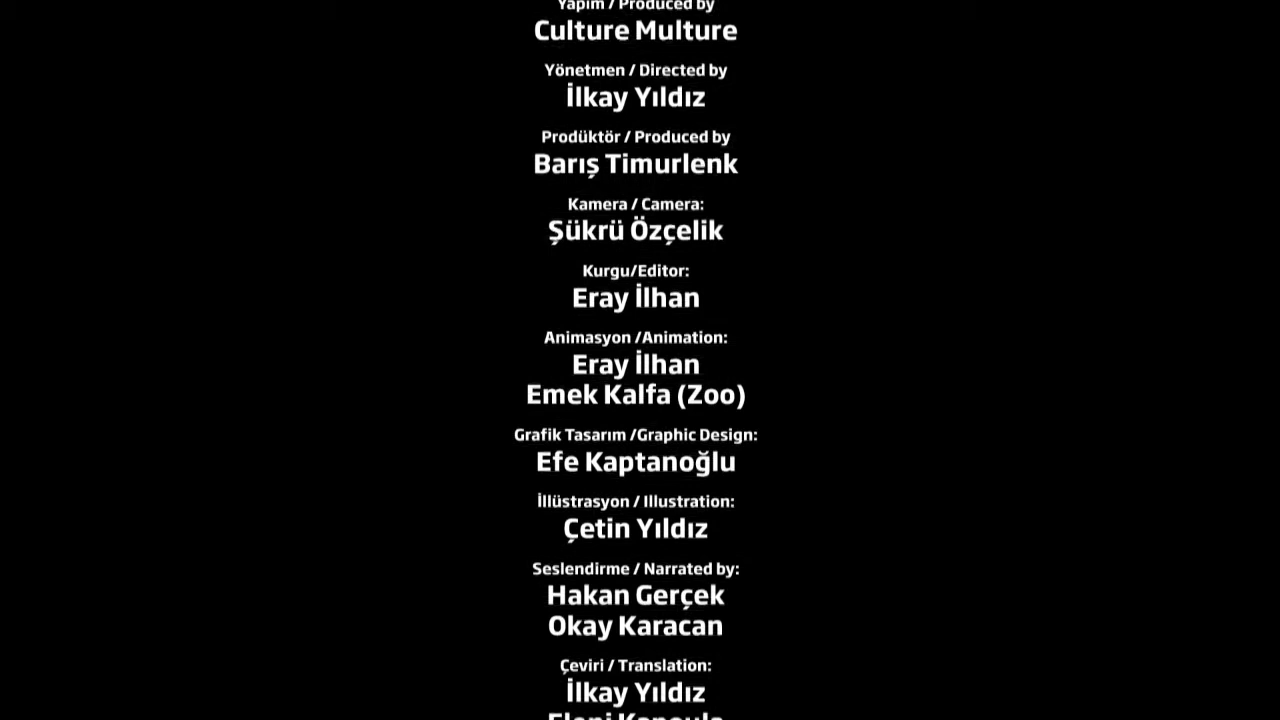 Yapım / Produced by
Culture Multure
Yönetmen / Directed by
İlkay Yıldız
Prodüktör / Produced by
Barış Timurlenk
Kamera / Camera:
Şükrü Özçelik
Kurgu/Editor:
Eray İlhan
Animasyon /Animation:
Eray İlhan
Emek Kalfa (Zoo)
Grafik Tasarım /Graphic Design:
Efe Kaptanoğlu
İllüstrasyon / Illustration:
Çetin Yıldız
Seslendirme / Narrated by:
Hakan Gerçek
Okay Karacan
Çeviri / Translation:
İlkay Yıldız